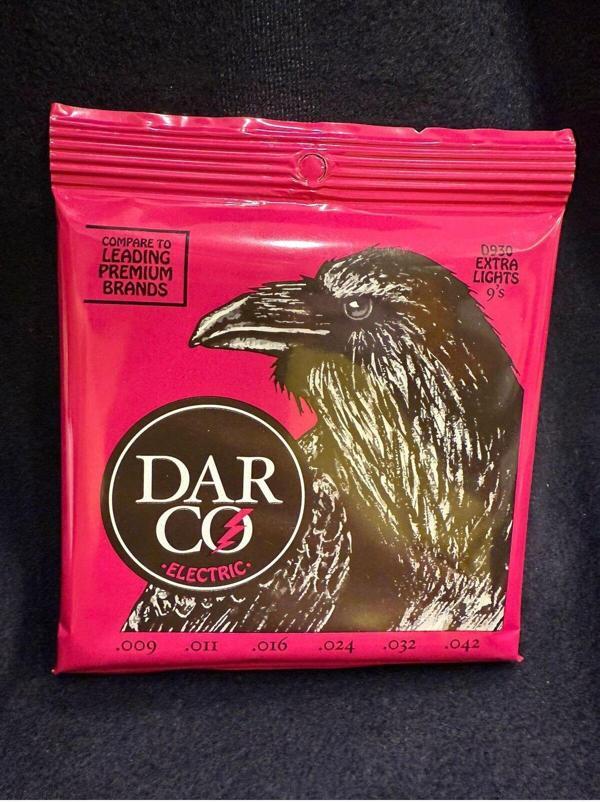 COMPARE TO
LEADING
PREMIUM
BRANDS
D930
EXTRA
LIGHTS
9's
DAR
CO
·ELECTRIC·
.009 .011 .016 .024 .032 .042